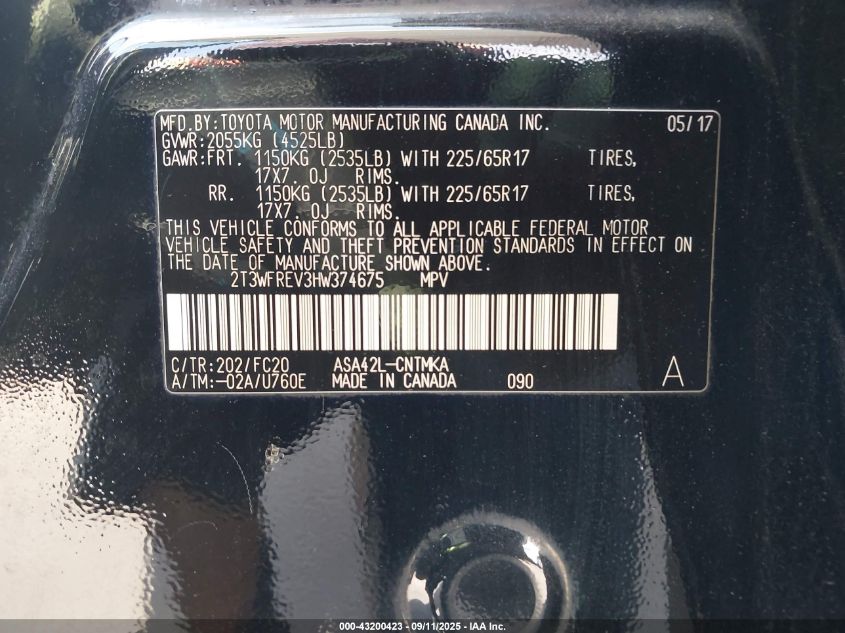 MFD.BY:TOYOTA MOTOR MANUFACTURING CANADA INC. 05/17
GVWR:2055KG (4525LB)
GAWR:FRT. 1150KG (2535LB) WITH 225/65R17 TIRES,
17X7. 0J RIMS.
RR. 1150KG (2535LB) WITH 225/65R17 TIRES,
17X7. 0J RIMS.
THIS VEHICLE CONFORMS TO ALL APPLICABLE FEDERAL MOTOR
VEHICLE SAFETY AND THEFT PREVENTION STANDARDS IN EFFECT ON
THE DATE OF MANUFACTURE SHOWN ABOVE.
2T3WFREV3HW374675 MPV
C/TR:202/FC20 ASA42L-CNTMKA
A/TM:-02A/U760E MADE IN CANADA 090 A
000-43200423 - 09/11/2025 - IAA Inc.